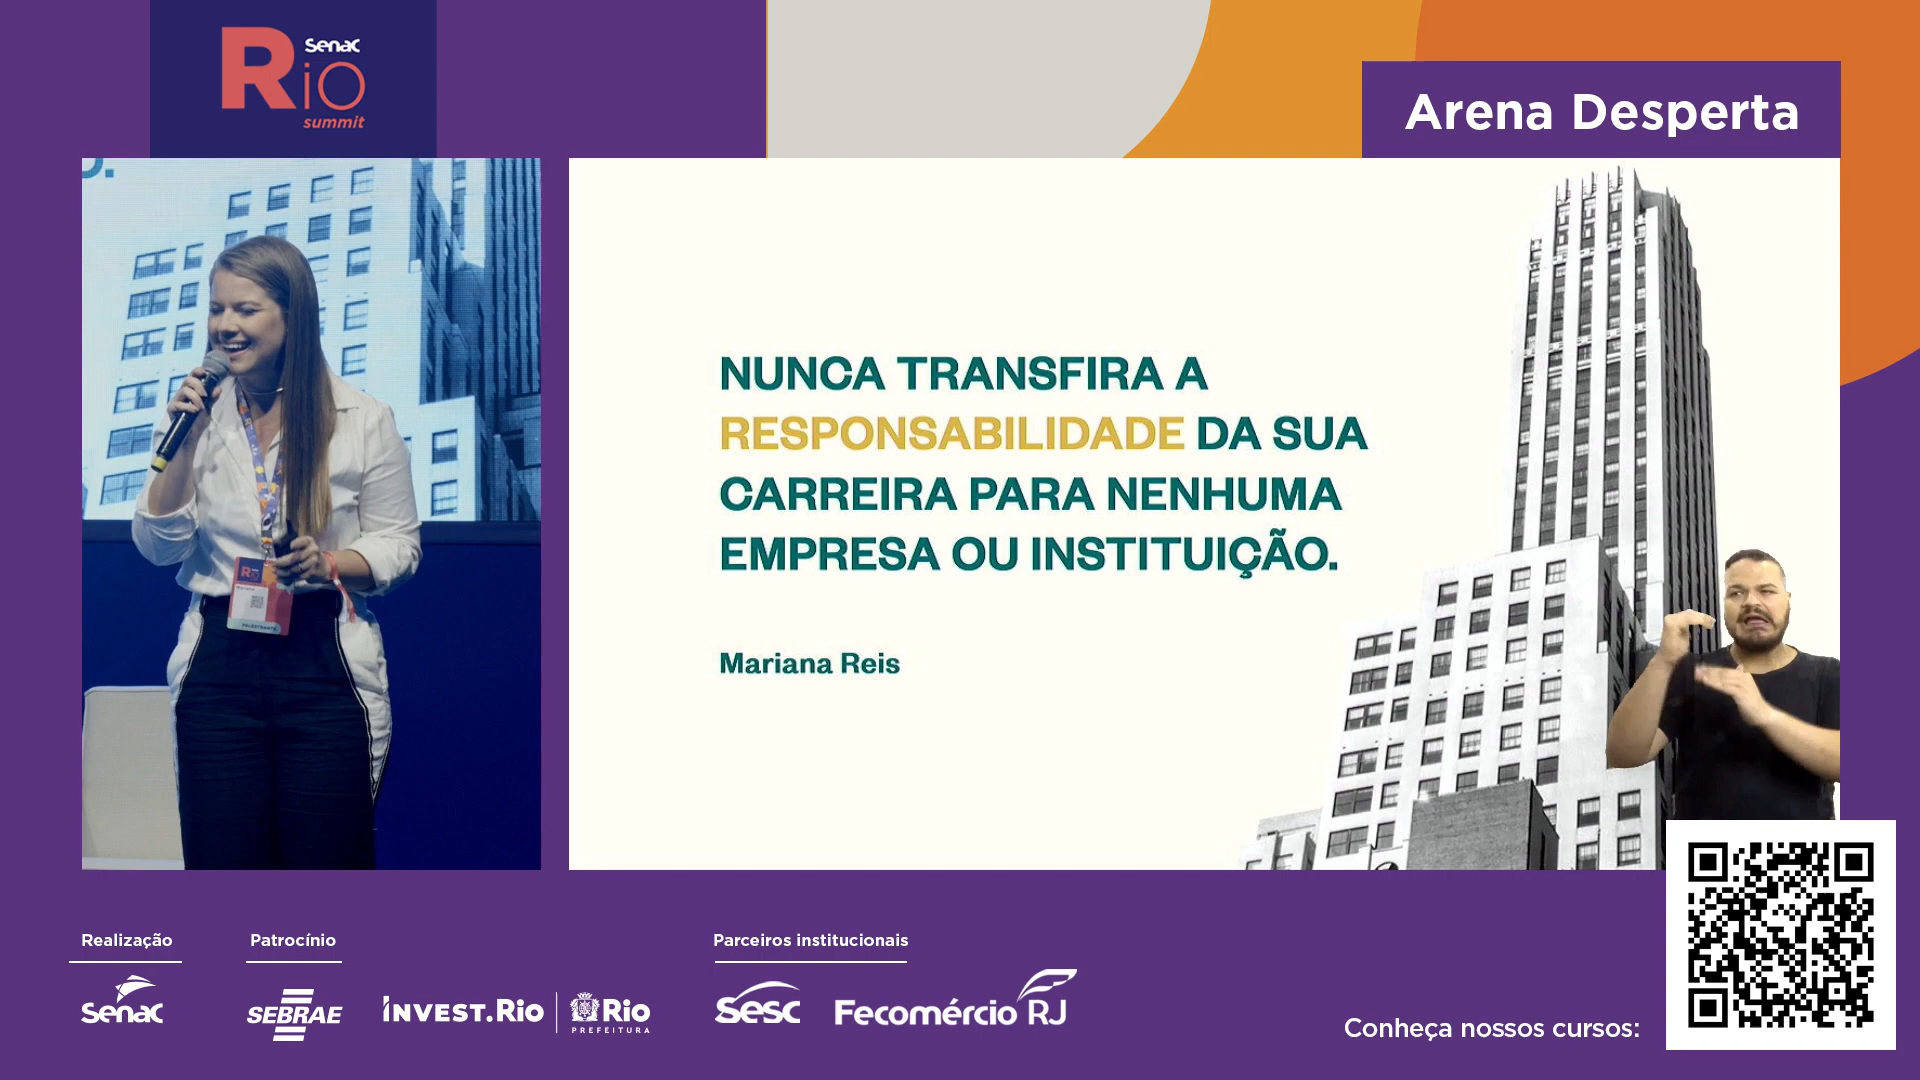 Senac
Rio
summit
Arena Desperta
O.
NUNCA TRANSFIRA A
RESPONSABILIDADE DA SUA
CARREIRA PARA NENHUMA
EMPRESA OU INSTITUIÇÃO.
Mariana Reis
PALESTRANTE
Realização
Patrocínio
Parceiros institucionais
Senac
SEBRAE
INVEST.Rio
Rio
PREFEITURA
Sesc
Fecomércio RJ
Conheça nossos cursos: